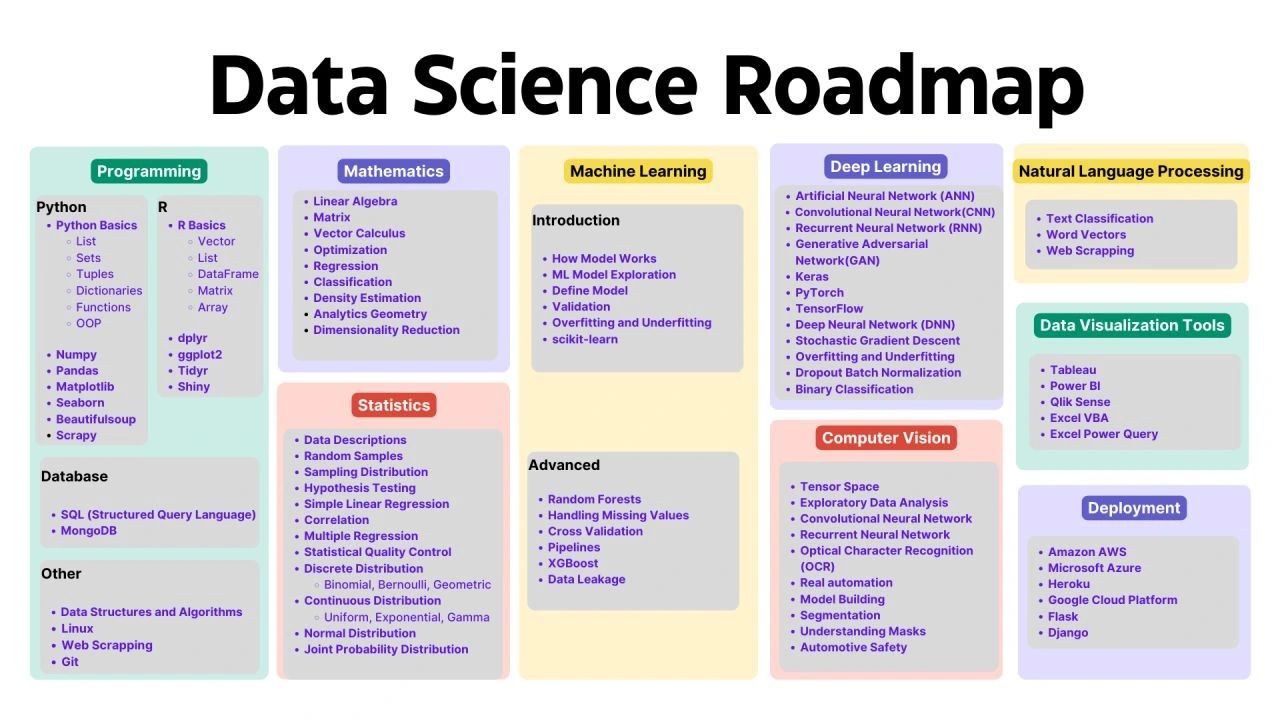 Data Science Roadmap
Programming
Python
Python Basics
List
Sets
Tuples
Dictionaries
Functions
OOP
Numpy
Pandas
Matplotlib
Seaborn
Beautifulsoup
Scrapy
R
R Basics
Vector
List
DataFrame
Matrix
Array
dplyr
ggplot2
Tidyr
Shiny
Database
SQL (Structured Query Language)
MongoDB
Other
Data Structures and Algorithms
Linux
Web Scrapping
Git
Mathematics
Linear Algebra
Matrix
Vector Calculus
Optimization
Regression
Classification
Density Estimation
Analytics Geometry
Dimensionality Reduction
Statistics
Data Descriptions
Random Samples
Sampling Distribution
Hypothesis Testing
Simple Linear Regression
Correlation
Multiple Regression
Statistical Quality Control
Discrete Distribution
Binomial, Bernoulli, Geometric
Continuous Distribution
Uniform, Exponential, Gamma
Normal Distribution
Joint Probability Distribution
Machine Learning
Introduction
How Model Works
ML Model Exploration
Define Model
Validation
Overfitting and Underfitting
scikit-learn
Advanced
Random Forests
Handling Missing Values
Cross Validation
Pipelines
XGBoost
Data Leakage
Deep Learning
Artificial Neural Network (ANN)
Convolutional Neural Network(CNN)
Recurrent Neural Network (RNN)
Generative Adversarial
Network(GAN)
Keras
PyTorch
TensorFlow
Deep Neural Network (DNN)
Stochastic Gradient Descent
Overfitting and Underfitting
Dropout Batch Normalization
Binary Classification
Computer Vision
Tensor Space
Exploratory Data Analysis
Convolutional Neural Network
Recurrent Neural Network
Optical Character Recognition
(OCR)
Real automation
Model Building
Segmentation
Understanding Masks
Automotive Safety
Natural Language Processing
Text Classification
Word Vectors
Web Scrapping
Data Visualization Tools
Tableau
Power BI
Qlik Sense
Excel VBA
Excel Power Query
Deployment
Amazon AWS
Microsoft Azure
Heroku
Google Cloud Platform
Flask
Django